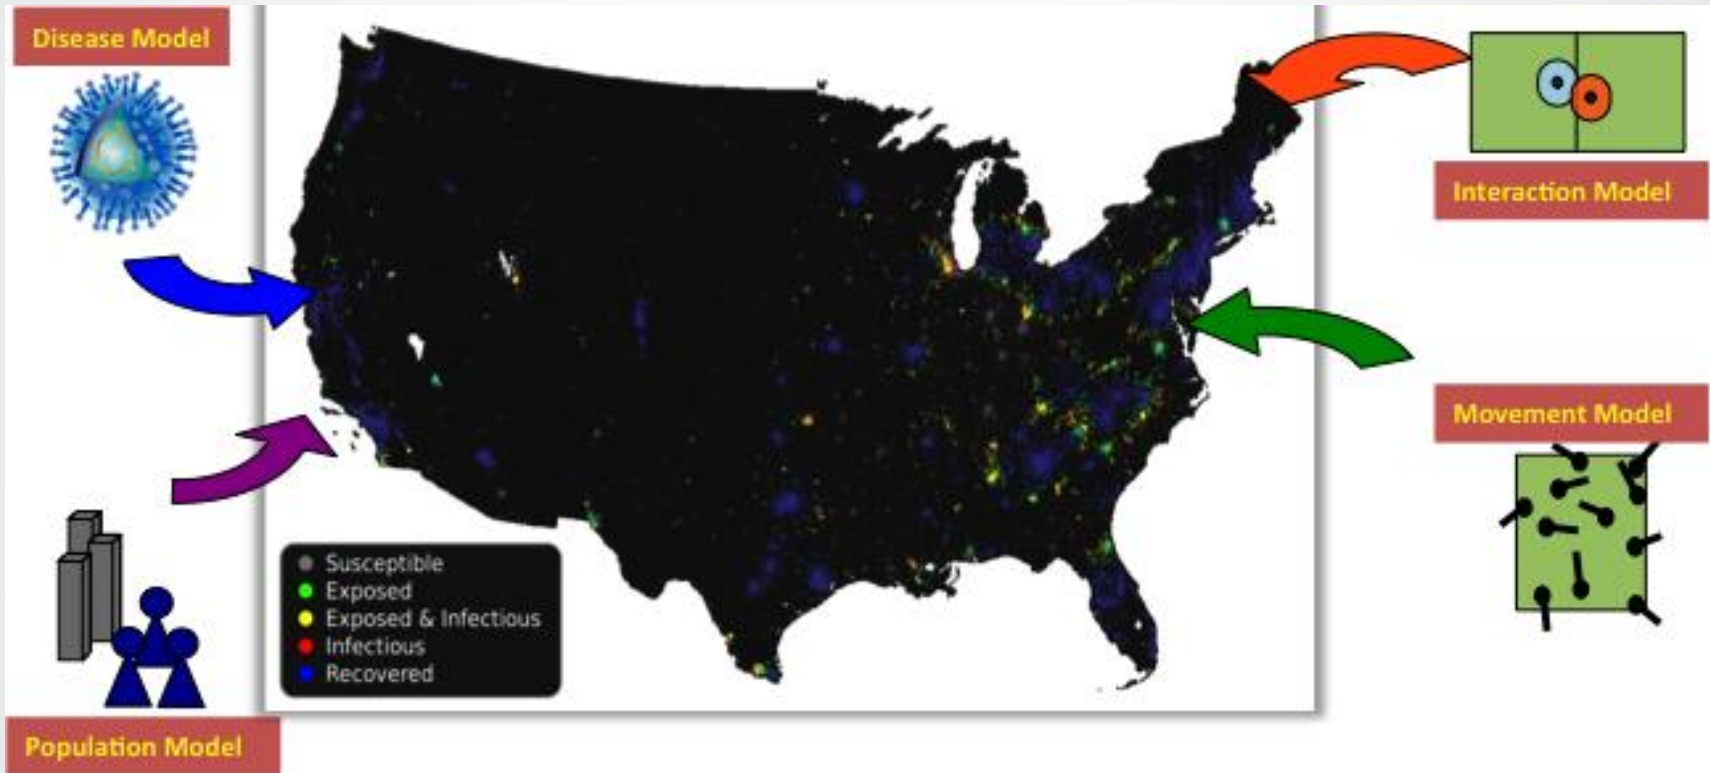 Disease Model
Interaction Model
Movement Model
Susceptible
Exposed
Exposed & Infectious
Infectious
Recovered
Population Model